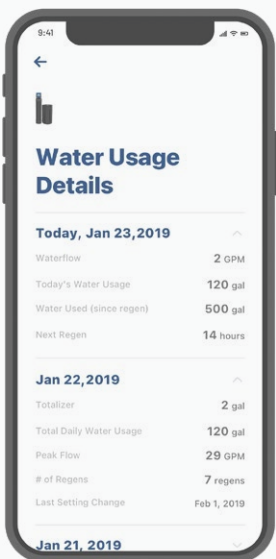 9:41
Water Usage
Details
Today, Jan 23,2019
Waterflow 2 GPM
Today's Water Usage 120 gal
Water Used (since regen) 500 gal
Next Regen 14 hours
Jan 22,2019
Totalizer 2 gal
Total Daily Water Usage 120 gal
Peak Flow 29 GPM
# of Regens 7 regens
Last Setting Change Feb 1, 2019
Jan 21, 2019